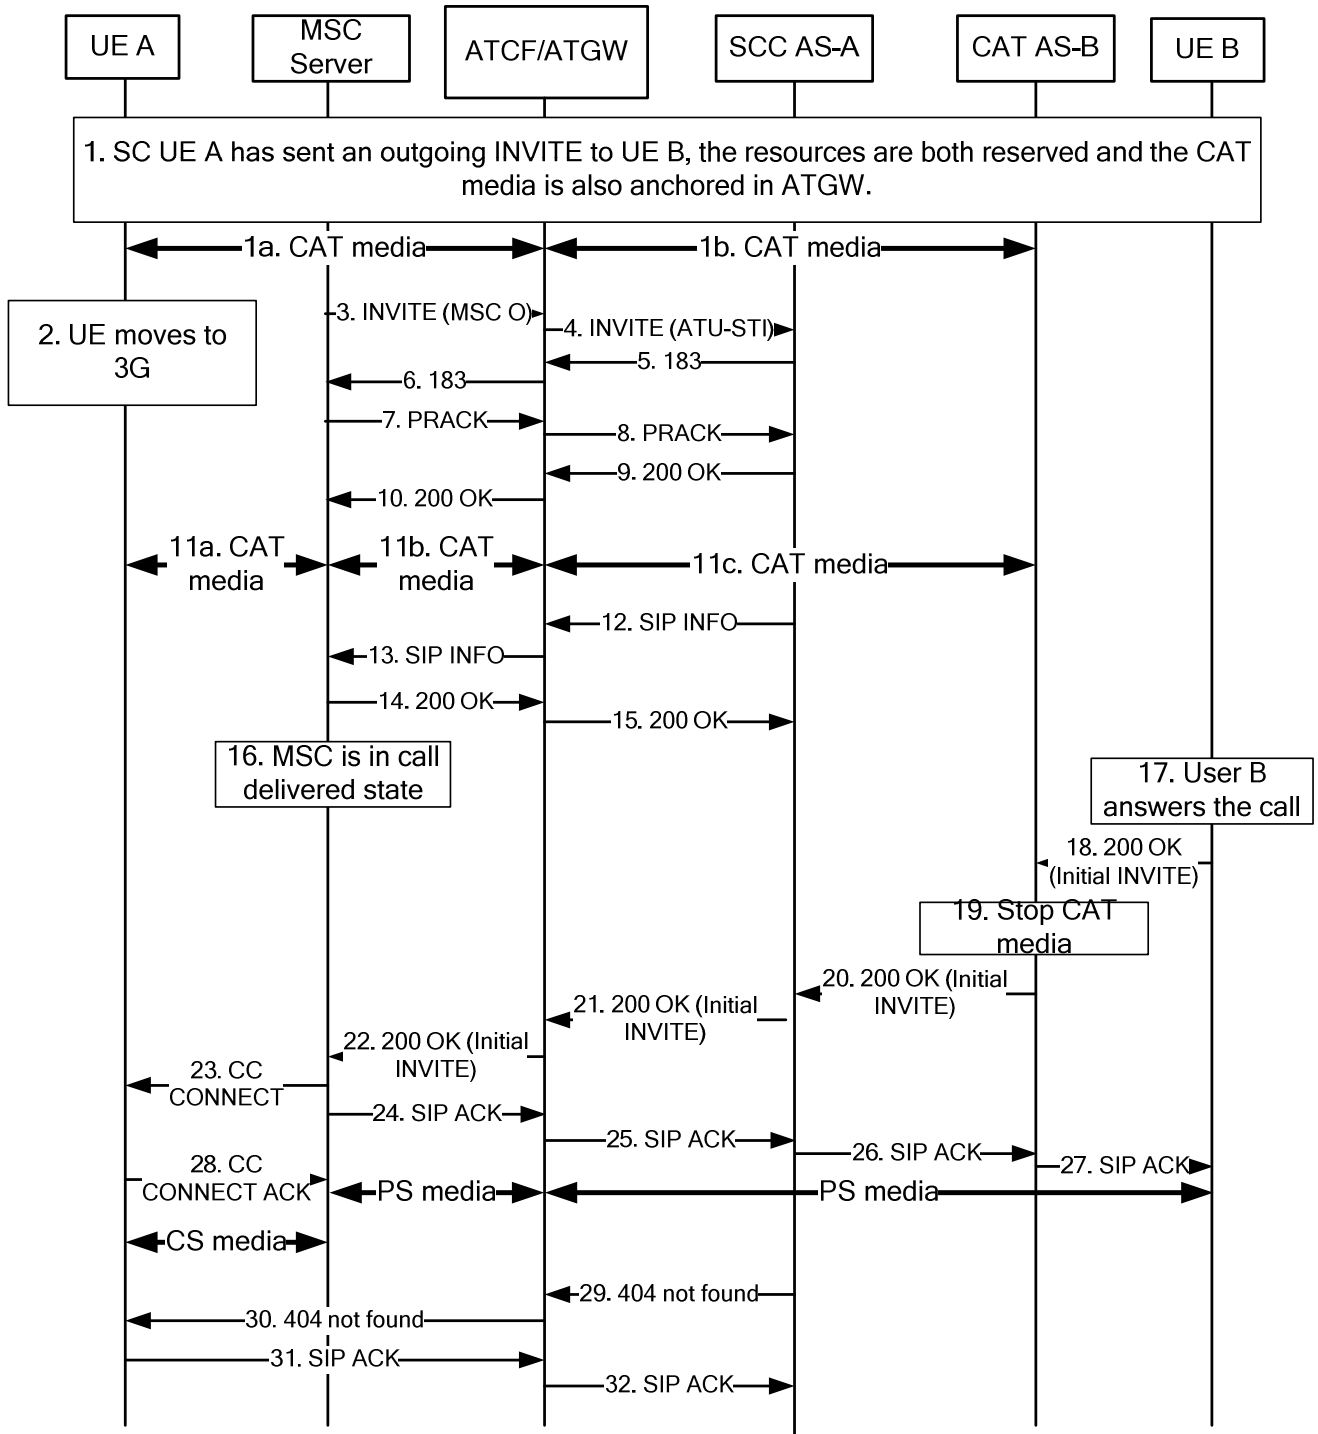 UE A
MSC
Server
ATCF/ATGW
SCC AS-A
CAT AS-B
UE B
1. SC UE A has sent an outgoing INVITE to UE B, the resources are both reserved and the CAT
media is also anchored in ATGW.
1a. CAT media
1b. CAT media
2. UE moves to
3G
3. INVITE (MSC O)
4. INVITE (ATU-STI)
5. 183
6. 183
7. PRACK
8. PRACK
9. 200 OK
10. 200 OK
11a. CAT
media
11b. CAT
media
11c. CAT media
12. SIP INFO
13. SIP INFO
14. 200 OK
15. 200 OK
16. MSC is in call
delivered state
17. User B
answers the call
18. 200 OK
(Initial INVITE)
19. Stop CAT
media
20. 200 OK (Initial
INVITE)
21. 200 OK (Initial
INVITE)
22. 200 OK (Initial
INVITE)
23. CC
CONNECT
24. SIP ACK
25. SIP ACK
26. SIP ACK
27. SIP ACK
28. CC
CONNECT ACK
PS media
PS media
CS media
29. 404 not found
30. 404 not found
31. SIP ACK
32. SIP ACK